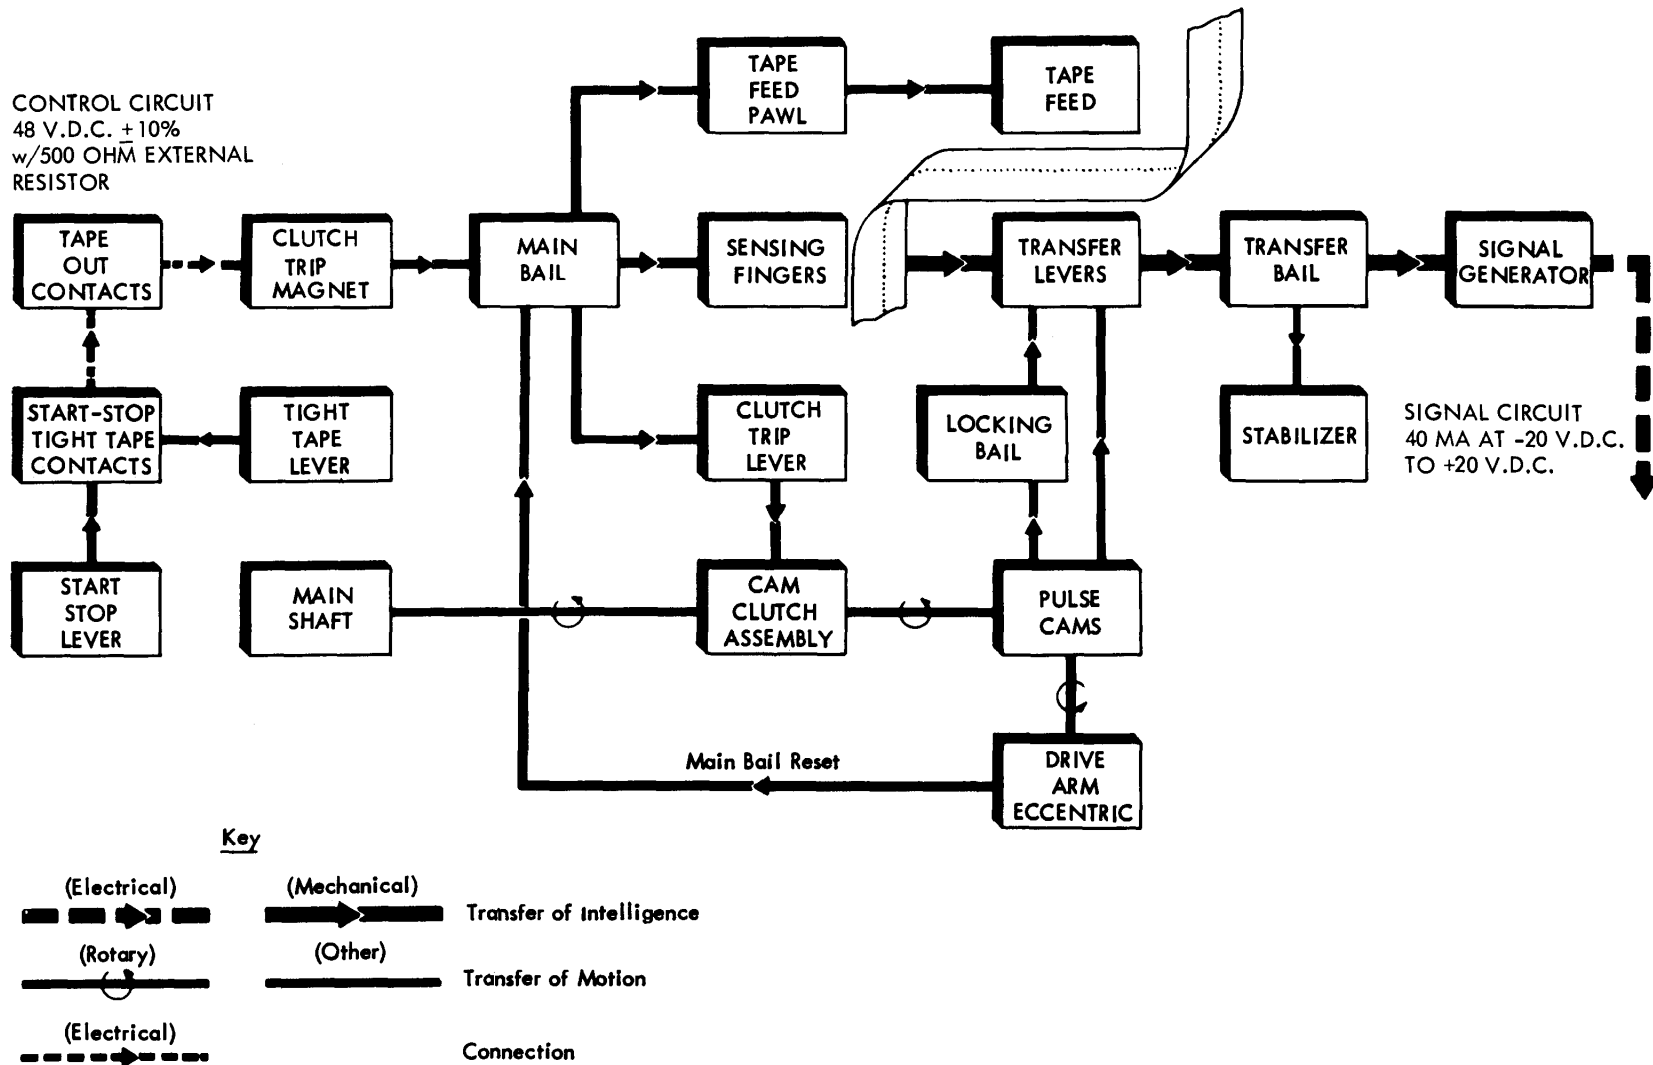 CONTROL CIRCUIT
48 V.D.C. ±10%
w/500 OHM EXTERNAL
RESISTOR
TAPE
FEED
PAWL
TAPE
FEED
TAPE
OUT
CONTACTS
CLUTCH
TRIP
MAGNET
MAIN
BAIL
SENSING
FINGERS
TRANSFER
LEVERS
TRANSFER
BAIL
SIGNAL
GENERATOR
START-STOP
TIGHT TAPE
CONTACTS
TIGHT
TAPE
LEVER
CLUTCH
TRIP
LEVER
LOCKING
BAIL
STABILIZER
SIGNAL CIRCUIT
40 MA AT -20 V.D.C.
TO +20 V.D.C.
START
STOP
LEVER
MAIN
SHAFT
CAM
CLUTCH
ASSEMBLY
PULSE
CAMS
Main Bail Reset
DRIVE
ARM
ECCENTRIC
Key
(Electrical)
(Mechanical)
Transfer of Intelligence
(Rotary)
(Other)
Transfer of Motion
(Electrical)
Connection